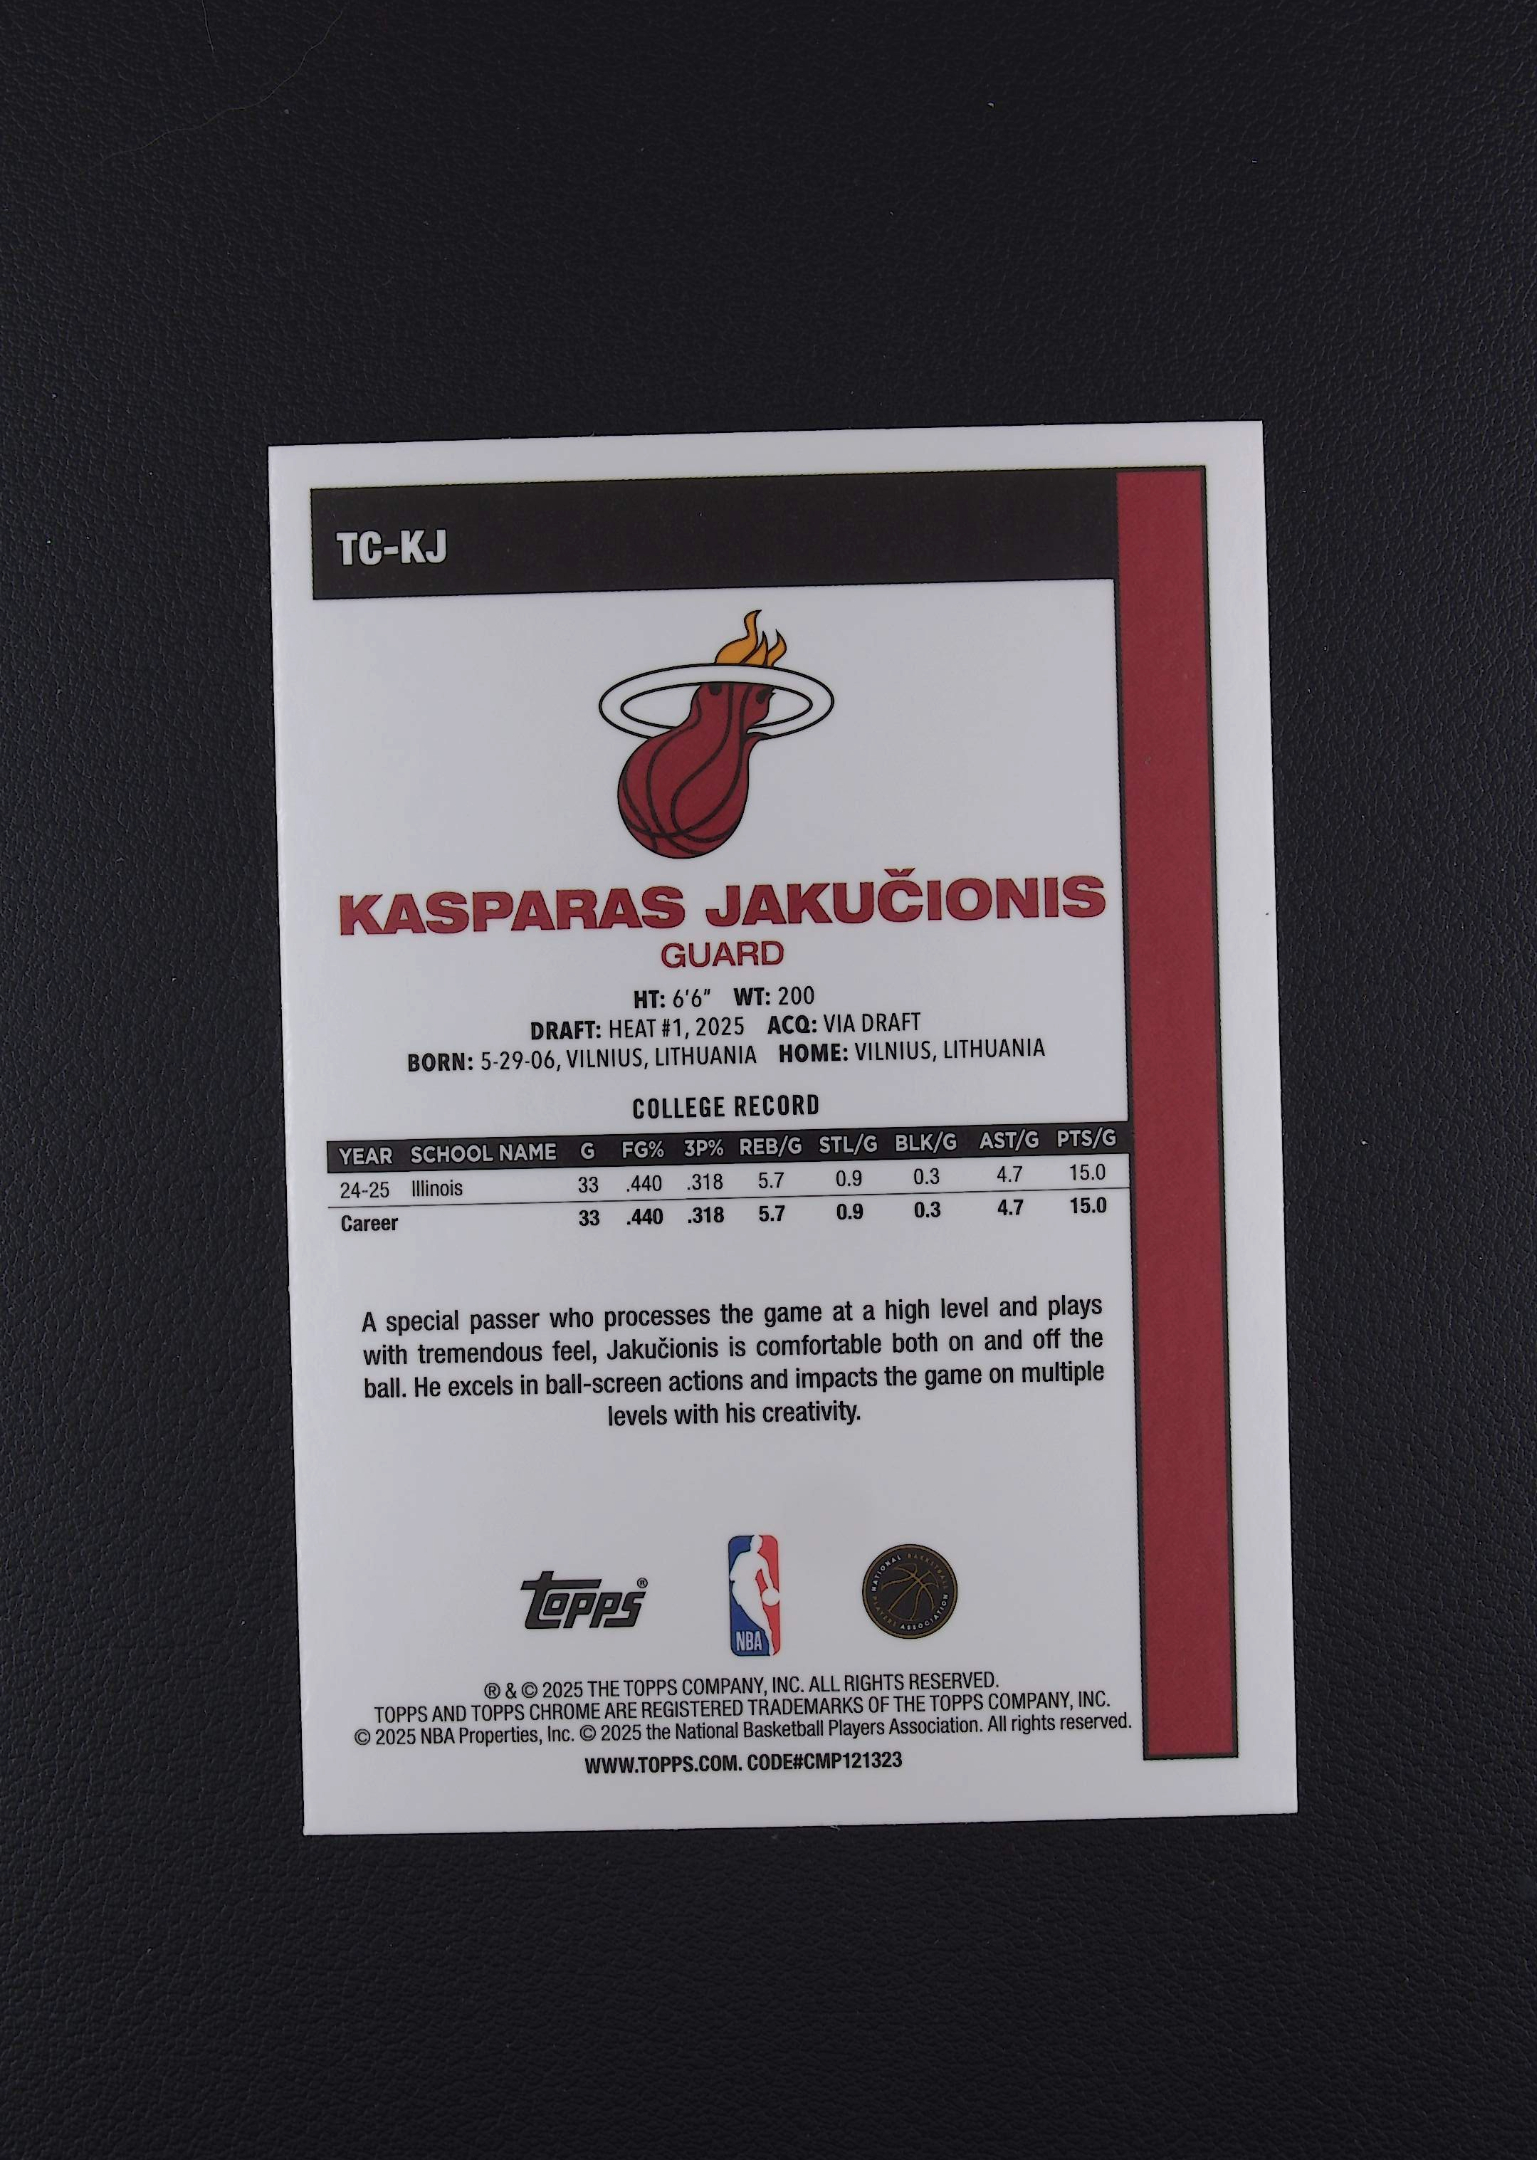 TC-KJ
KASPARAS JAKUČIONIS
GUARD
HT: 6'6" WT: 200
DRAFT: HEAT #1, 2025 ACQ: VIA DRAFT
BORN: 5-29-06, VILNIUS, LITHUANIA HOME: VILNIUS, LITHUANIA
COLLEGE RECORD
YEAR SCHOOL NAME G FG% 3P% REB/G STL/G BLK/G AST/G PTS/G
24-25 Illinois 33 .440 .318 5.7 0.9 0.3 4.7 15.0
Career 33 .440 .318 5.7 0.9 0.3 4.7 15.0
A special passer who processes the game at a high level and plays
with tremendous feel, Jakučionis is comfortable both on and off the
ball. He excels in ball-screen actions and impacts the game on multiple
levels with his creativity.
Topps®
NBA
NATIONAL BASKETBALL PLAYERS ASSOCIATION
® & © 2025 THE TOPPS COMPANY, INC. ALL RIGHTS RESERVED.
TOPPS AND TOPPS CHROME ARE REGISTERED TRADEMARKS OF THE TOPPS COMPANY, INC.
© 2025 NBA Properties, Inc. © 2025 the National Basketball Players Association. All rights reserved.
WWW.TOPPS.COM. CODE#CMP121323